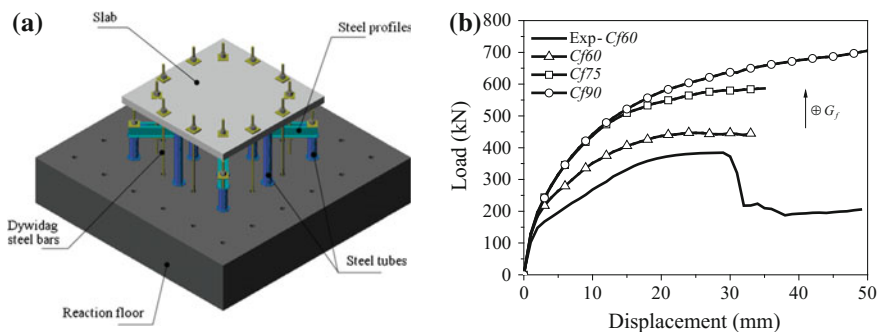 (a)
Slab
Steel profiles
Dywidag
steel bars
Steel tubes
Reaction floor
(b)
800
700
600
500
400
300
200
100
0
Load (kN)
Exp-Cf60
Cf60
Cf75
Cf90
⊕ Gf
0 10 20 30 40 50
Displacement (mm)